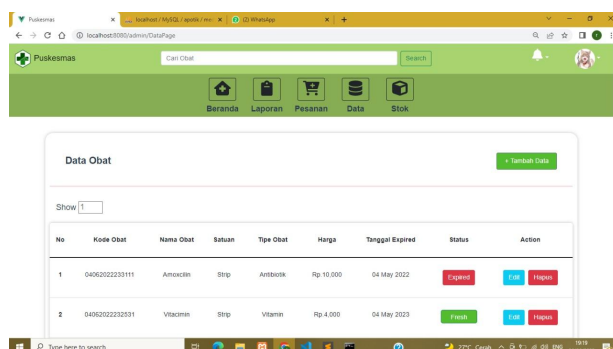 Puskesmas
localhost / MySQL / apotik / mo
(2) WhatsApp
localhost:8080/admin/DataPage
Puskesmas
Cari Obat
Search
Beranda Laporan Pesanan Data Stok
Data Obat
+ Tambah Data
Show 1
No Kode Obat Nama Obat Satuan Tipe Obat Harga Tanggal Expired Status Action
1 04062022233111 Amoxcilin Strip Antibiotik Rp.10,000 04 May 2022 Expired Edit Hapus
2 04062022232531 Vitacimin Strip Vitamin Rp.4,000 04 May 2023 Fresh Edit Hapus
Type here to search
27°C Cerah
ENG
19:19